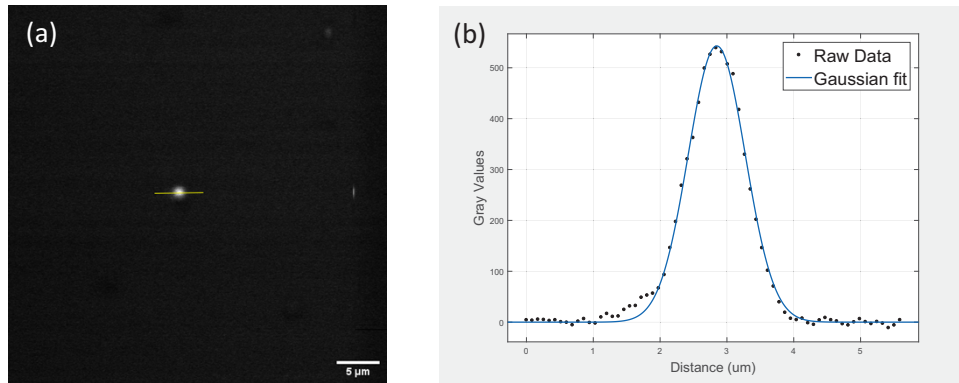 (a)
5 μm
(b)
Raw Data
Gaussian fit
500
400
300
200
100
0
Gray Values
0 1 2 3 4 5
Distance (um)